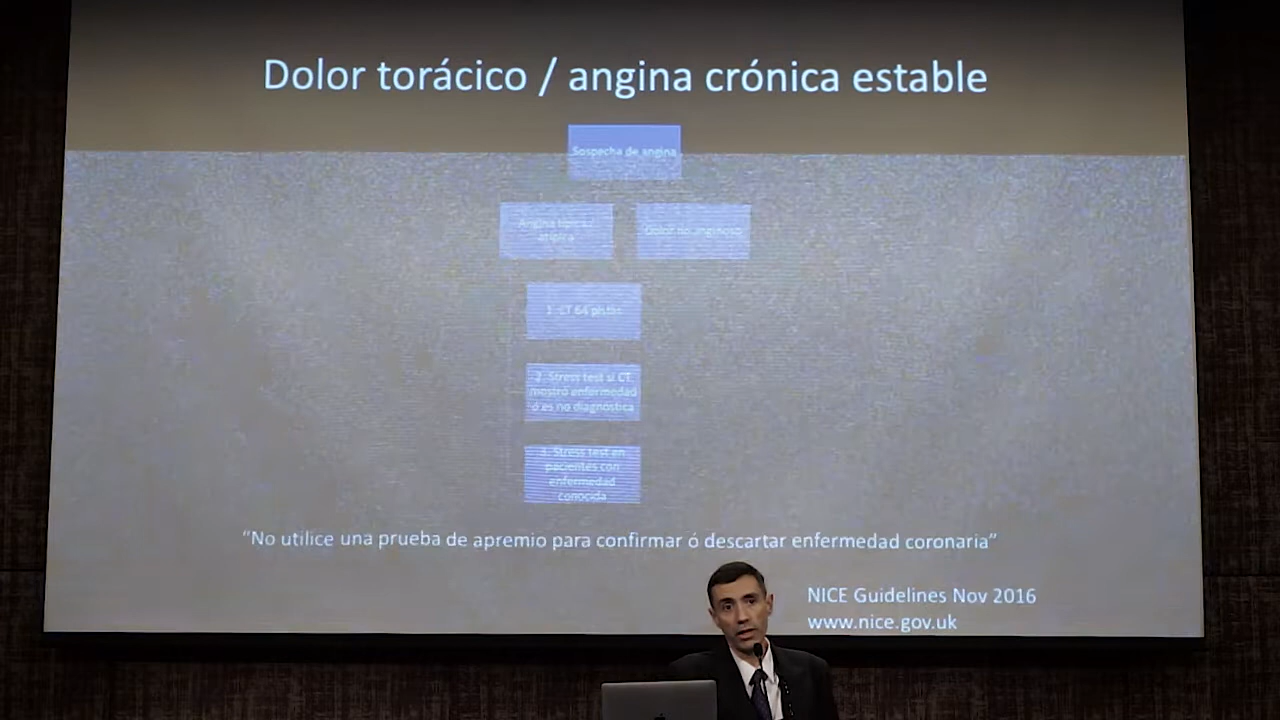 Dolor torácico / angina crónica estable
Sospecha de angina
Angina
Dolor no anginoso
1. CT 64 pistas
2. Stress test si CT
mostró enfermedad
ó es no diagnóstica
3. Stress test en
pacientes con
enfermedad
conocida
“No utilice una prueba de apremio para confirmar ó descartar enfermedad coronaria”
NICE Guidelines Nov 2016
www.nice.gov.uk